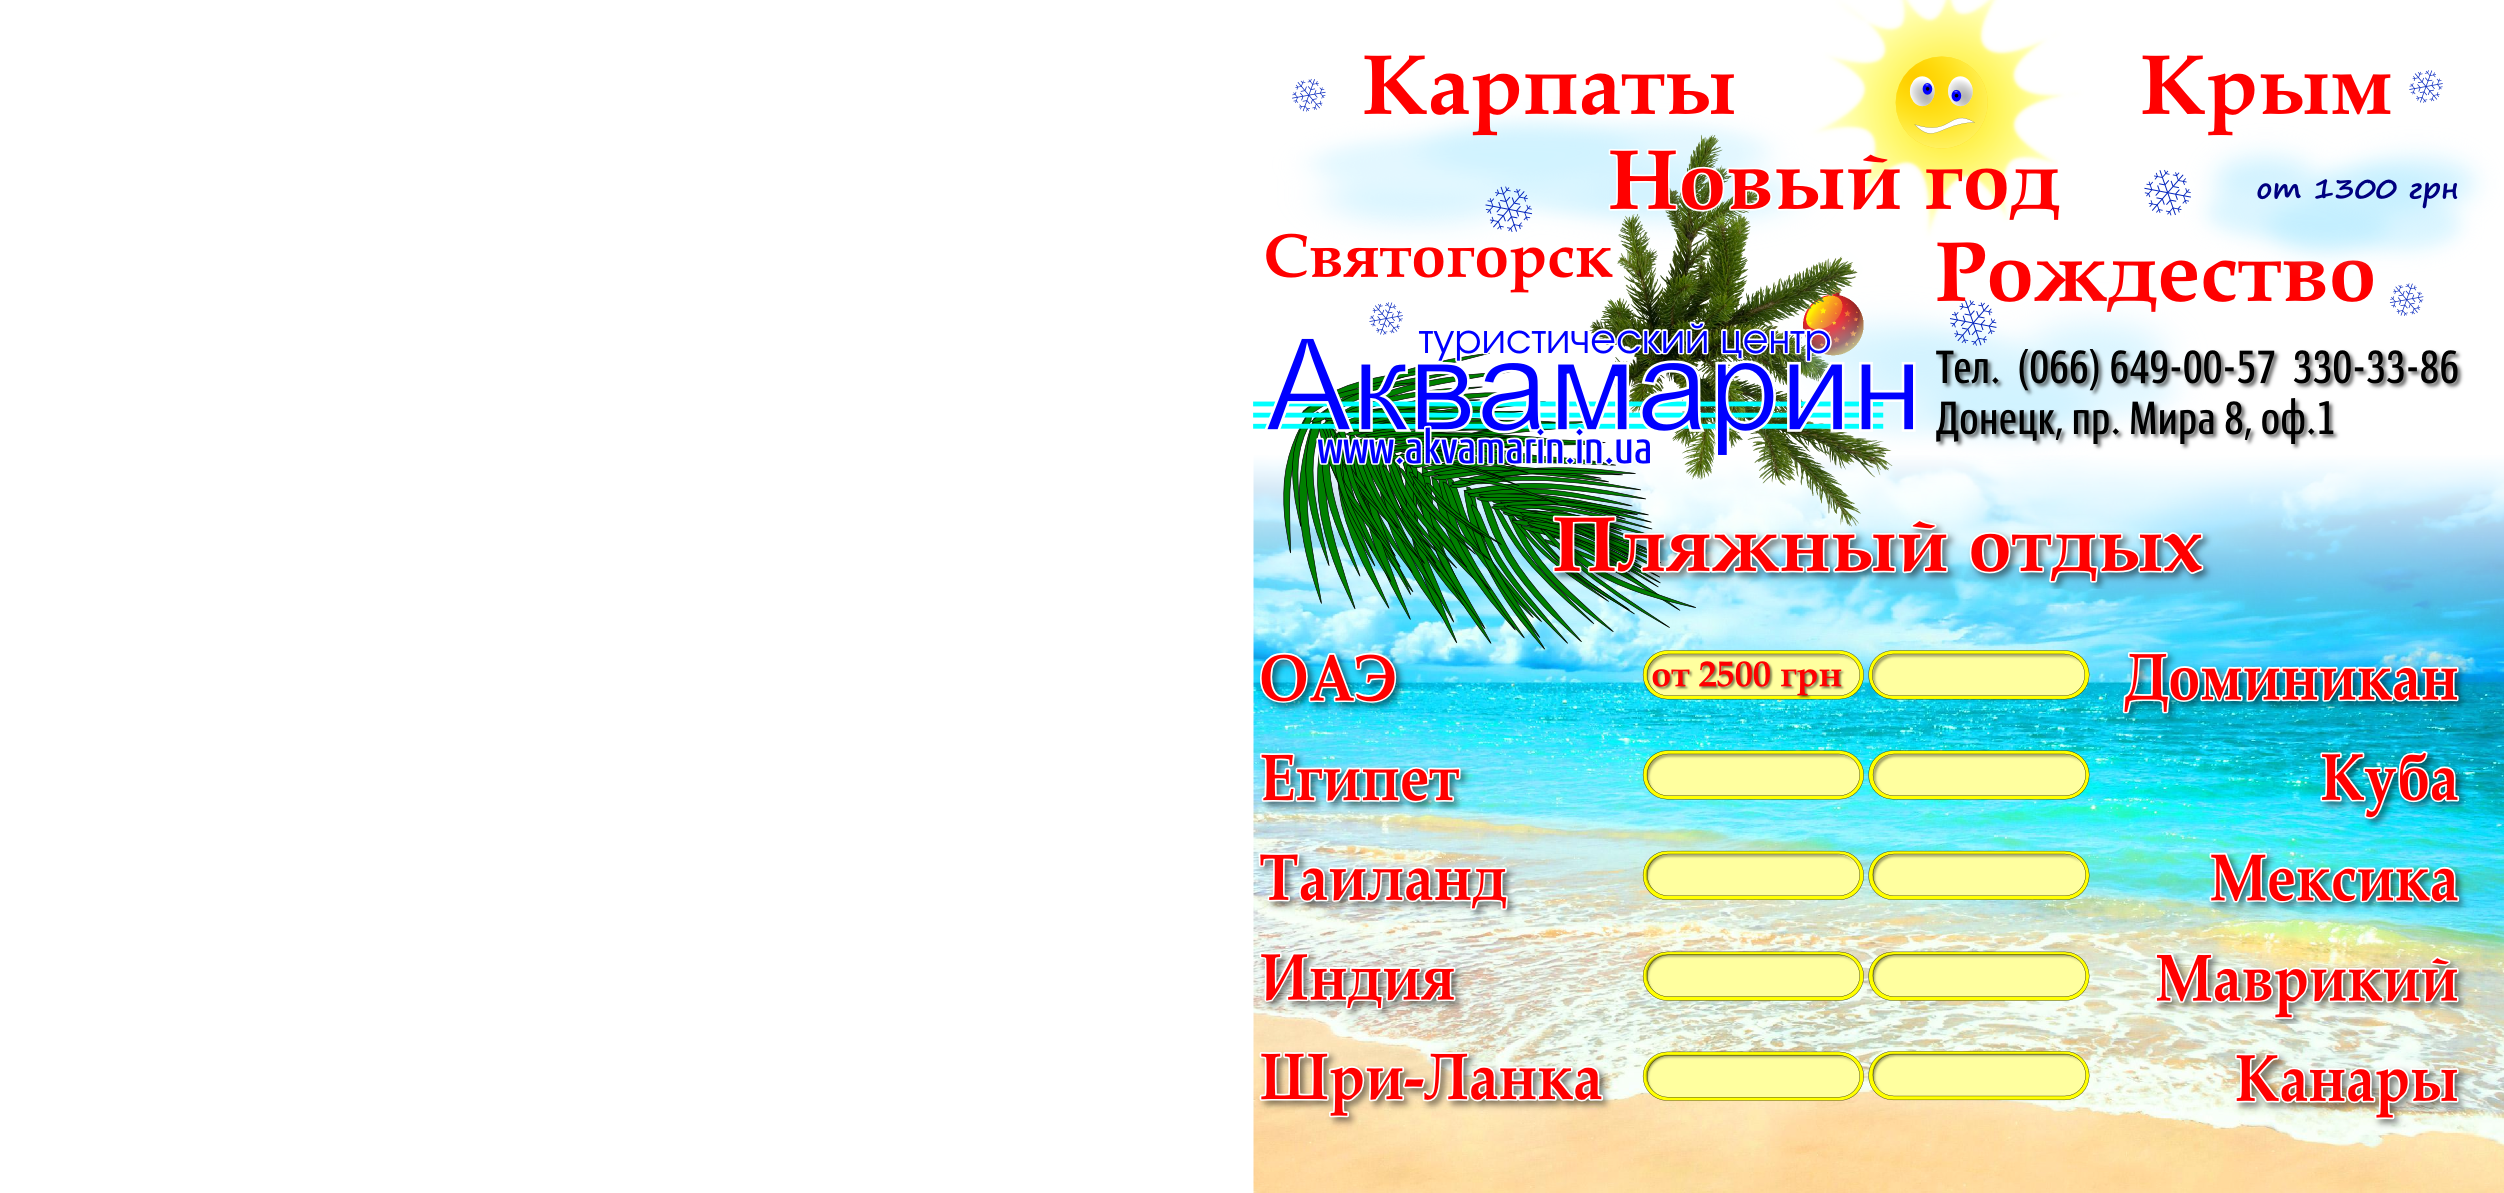 Карпаты
Крым
Новый год
от 1300 грн
Святогорск
Рождество
туристический центр
Аквамарин
www.akvamarin.in.ua
Тел. (066) 649-00-57 330-33-86
Донецк, пр. Мира 8, оф.1
Пляжный отдых
ОАЭ от 2500 грн Доминикан
Египет Куба
Таиланд Мексика
Индия Маврикий
Шри-Ланка Канары